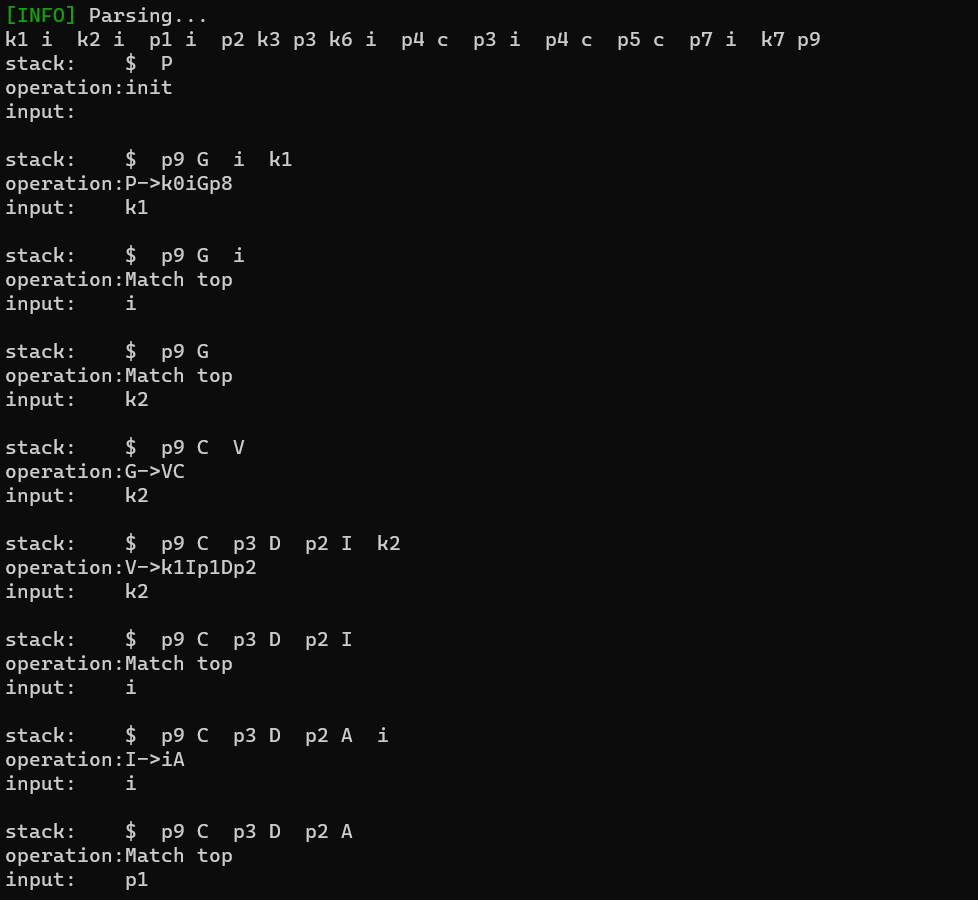 [INFO] Parsing...
k1 i  k2 i  p1 i  p2 k3 p3 k6 i  p4 c  p3 i  p4 c  p5 c  p7 i  k7 p9
stack:    $  P
operation:init
input:
stack:    $  p9 G  i  k1
operation:P->k0iGp8
input:    k1
stack:    $  p9 G  i
operation:Match top
input:    i
stack:    $  p9 G
operation:Match top
input:    k2
stack:    $  p9 C  V
operation:G->VC
input:    k2
stack:    $  p9 C  p3 D  p2 I  k2
operation:V->k1Ip1Dp2
input:    k2
stack:    $  p9 C  p3 D  p2 I
operation:Match top
input:    i
stack:    $  p9 C  p3 D  p2 A  i
operation:I->iA
input:    i
stack:    $  p9 C  p3 D  p2 A
operation:Match top
input:    p1